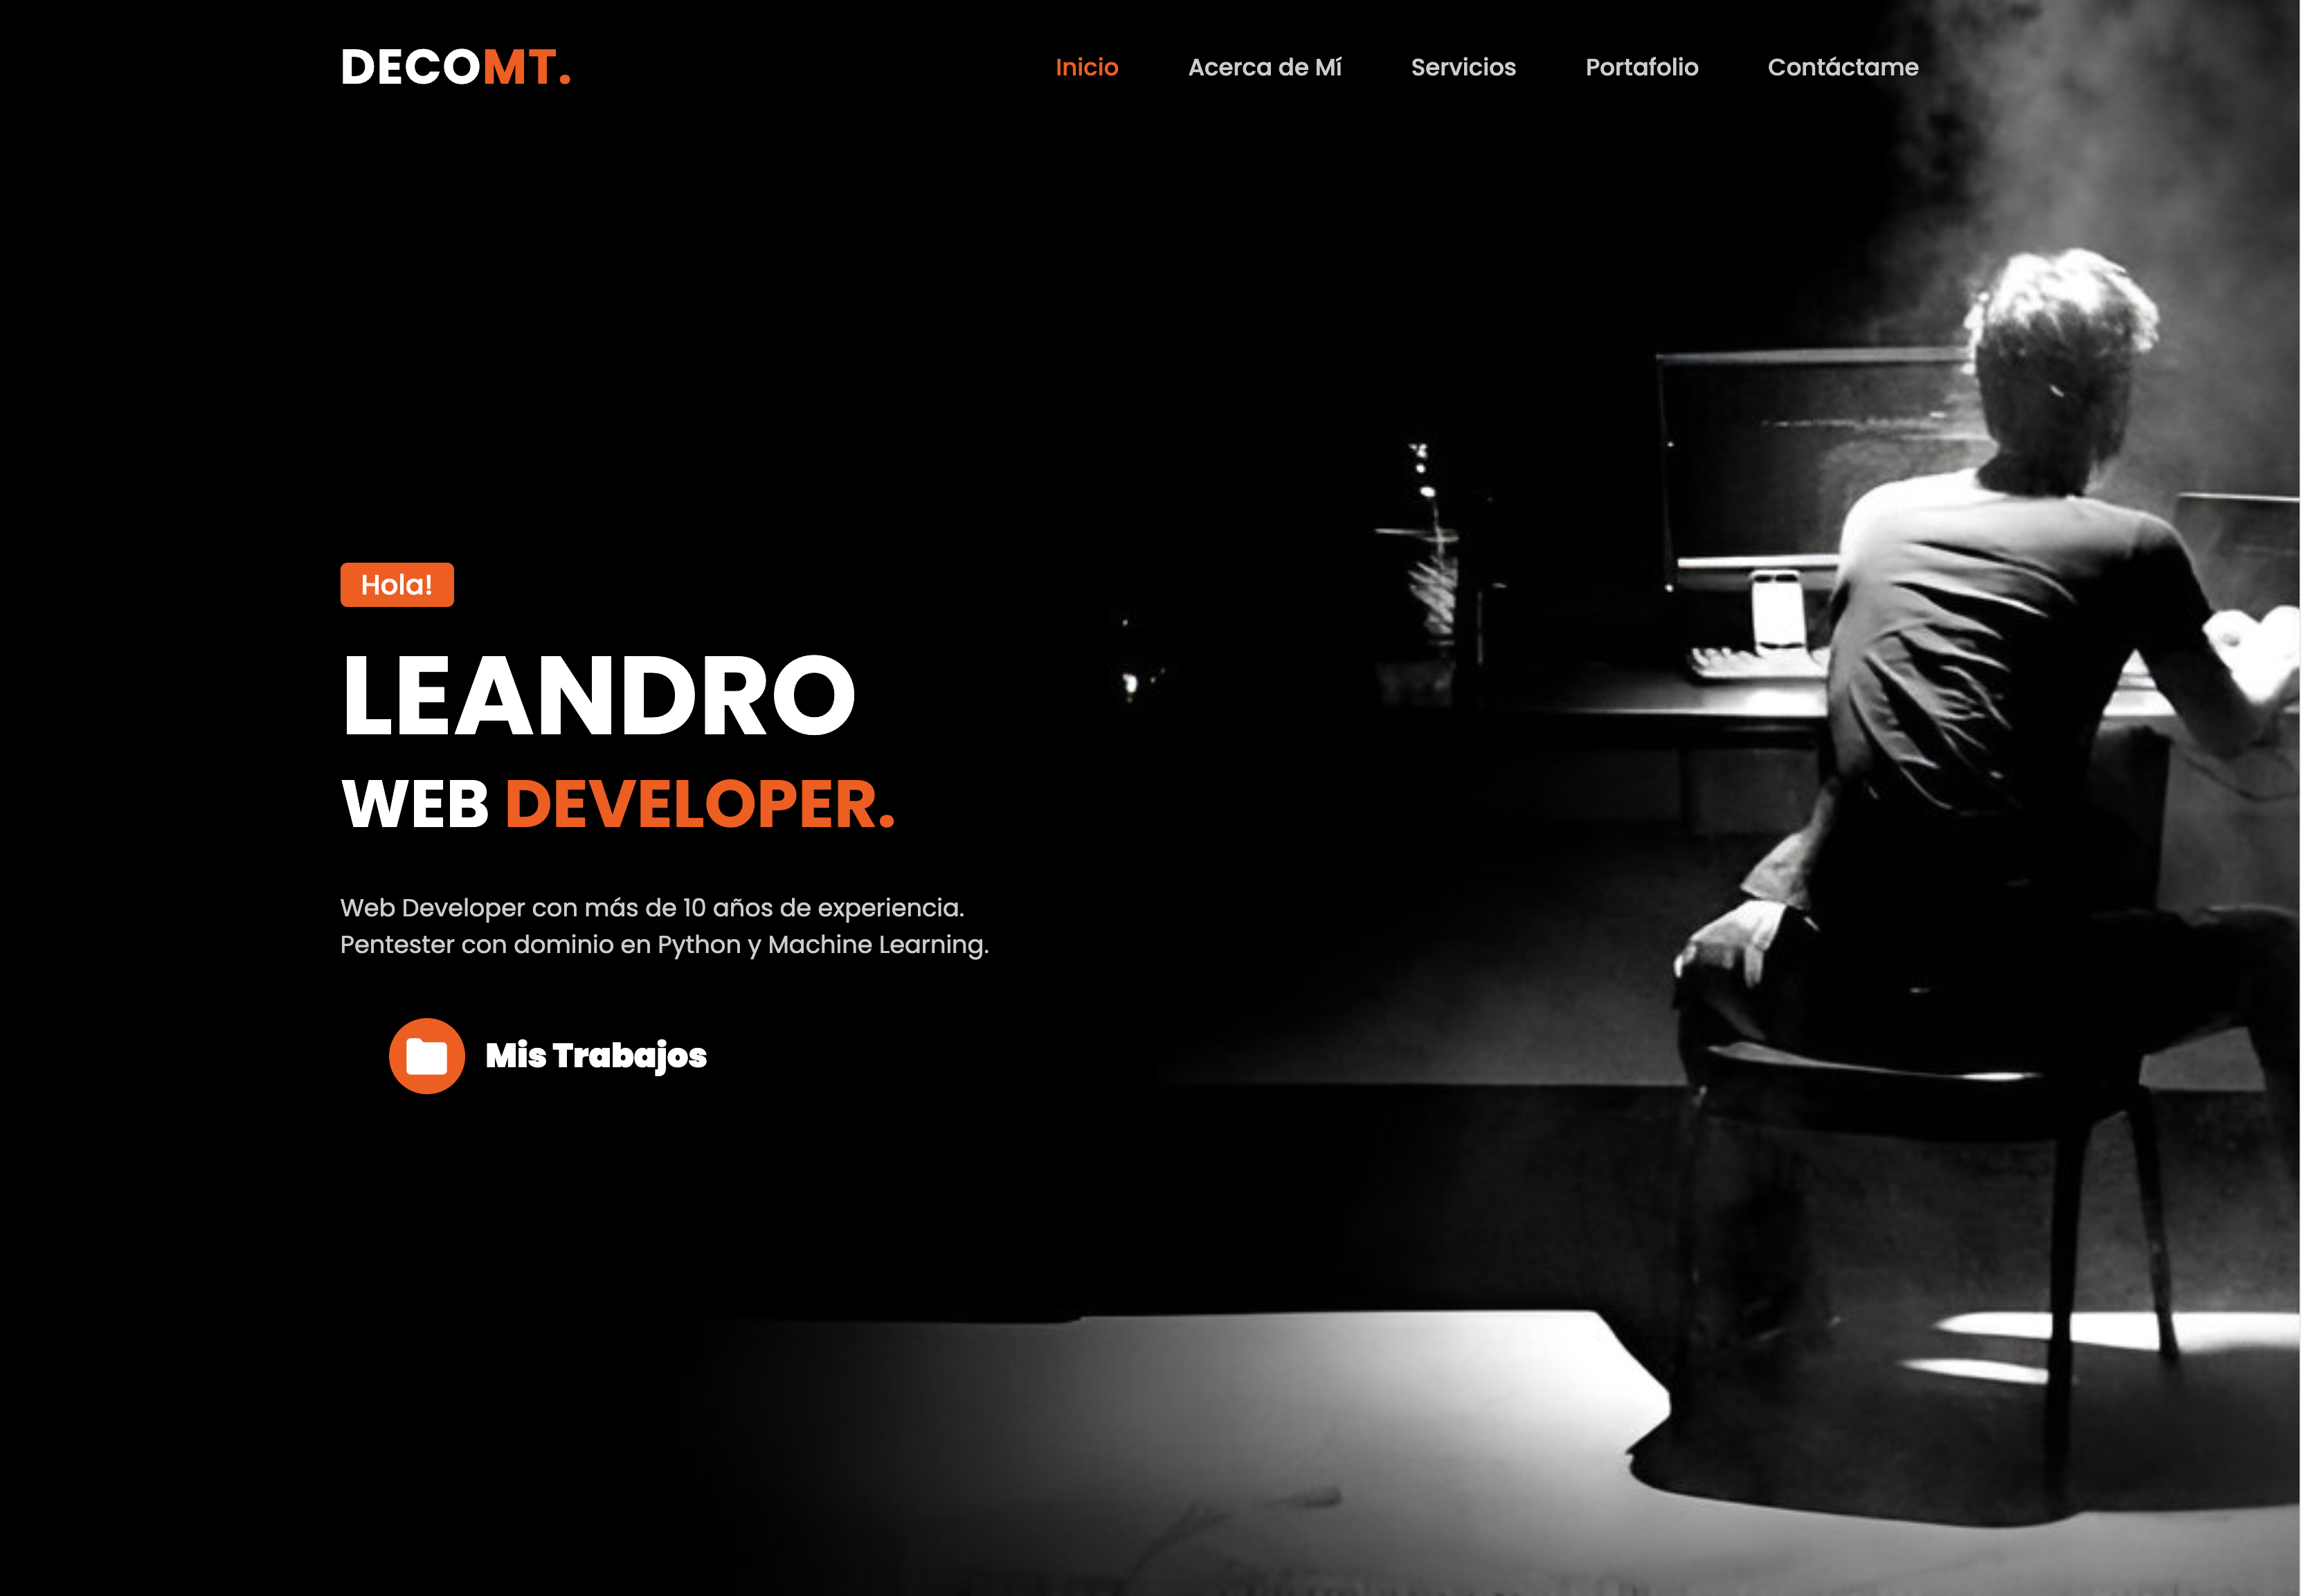 DECOMT.
Inicio Acerca de Mí Servicios Portafolio Contáctame
Hola!
LEANDRO
WEB DEVELOPER.
Web Developer con más de 10 años de experiencia.
Pentester con dominio en Python y Machine Learning.
Mis Trabajos